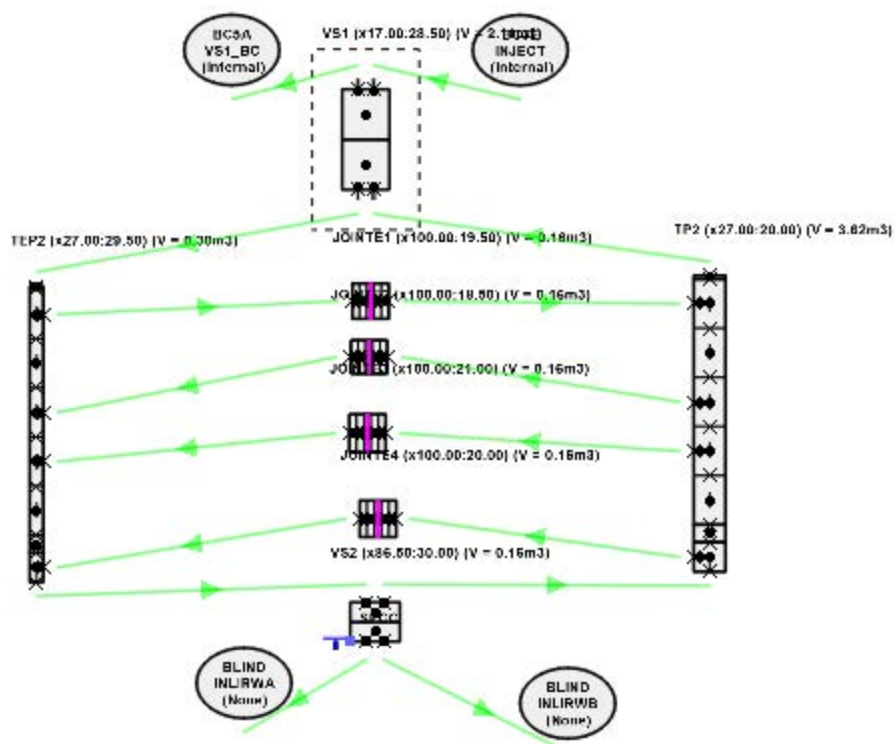 BC5A
VS1_BC
(Internal)
VS1 (x17.00:28.50) (V =
INJECT
(Internal)
TEP2 (x27.00:29.50) (V = 0.30m3)
JOINTE1 (x100.00:19.50) (V = 0.16m3)
TP2 (x27.00:20.00) (V = 3.62m3)
(x100.00:18.50) (V = 0.16m3)
(x100.00:21.00) (V = 0.16m3)
JOINTE4 (x100.00:20.00) (V = 0.16m3)
VS2 (x86.50:30.00) (V = 0.16m3)
BLIND
INLIRWA
(None)
BLIND
INLIRWB
(None)